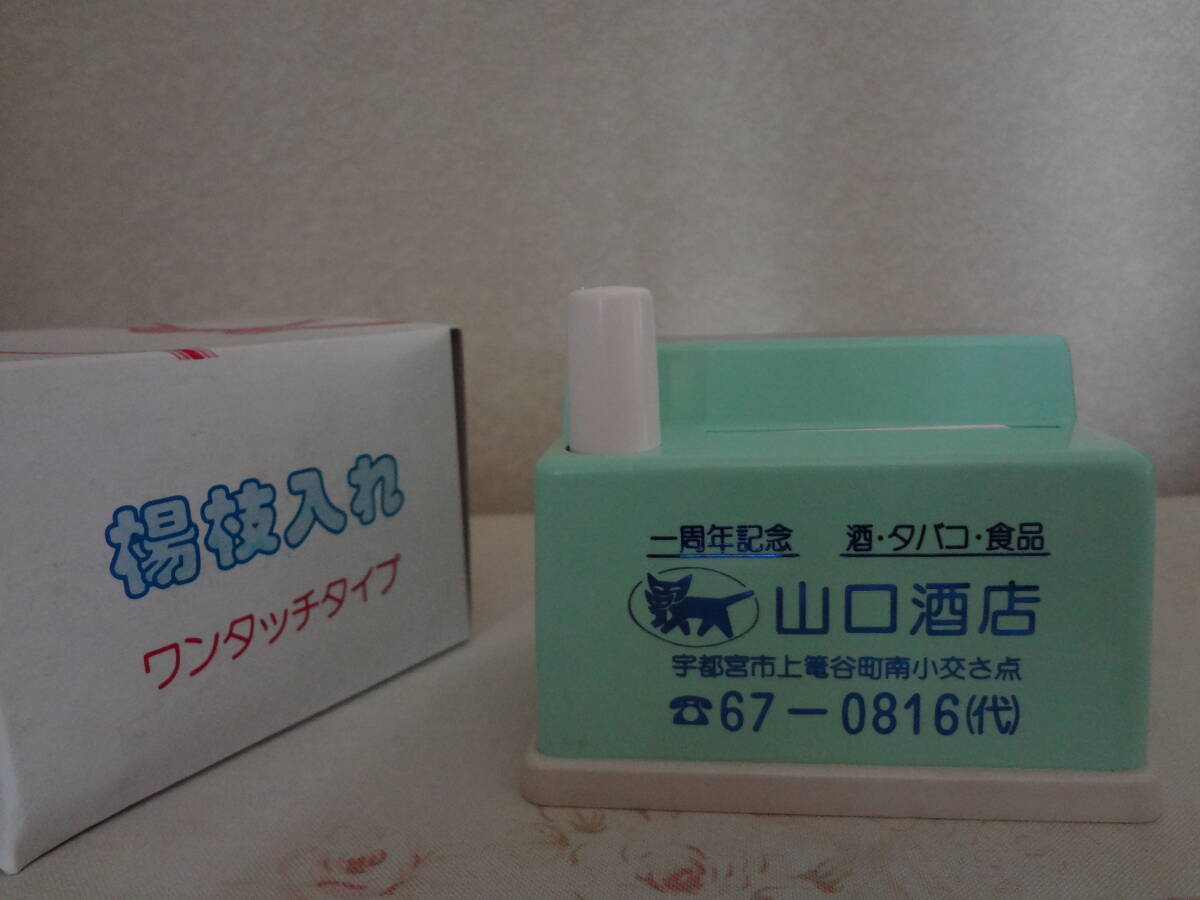 楊枝入れ
ワンタッチタイプ
一周年記念 酒・タバコ・食品
山口酒店
宇都宮市上篭谷町南小交さ点
☎67-0816(代)